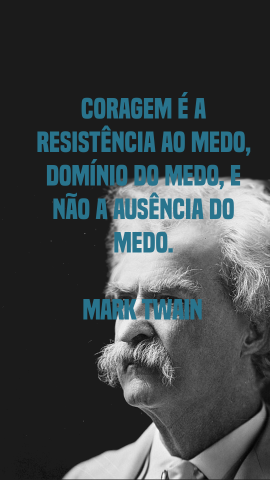 CORAGEM É A
RESISTÊNCIA AO MEDO,
DOMÍNIO DO MEDO, E
NÃO A AUSÊNCIA DO
MEDO.
MARK TWAIN